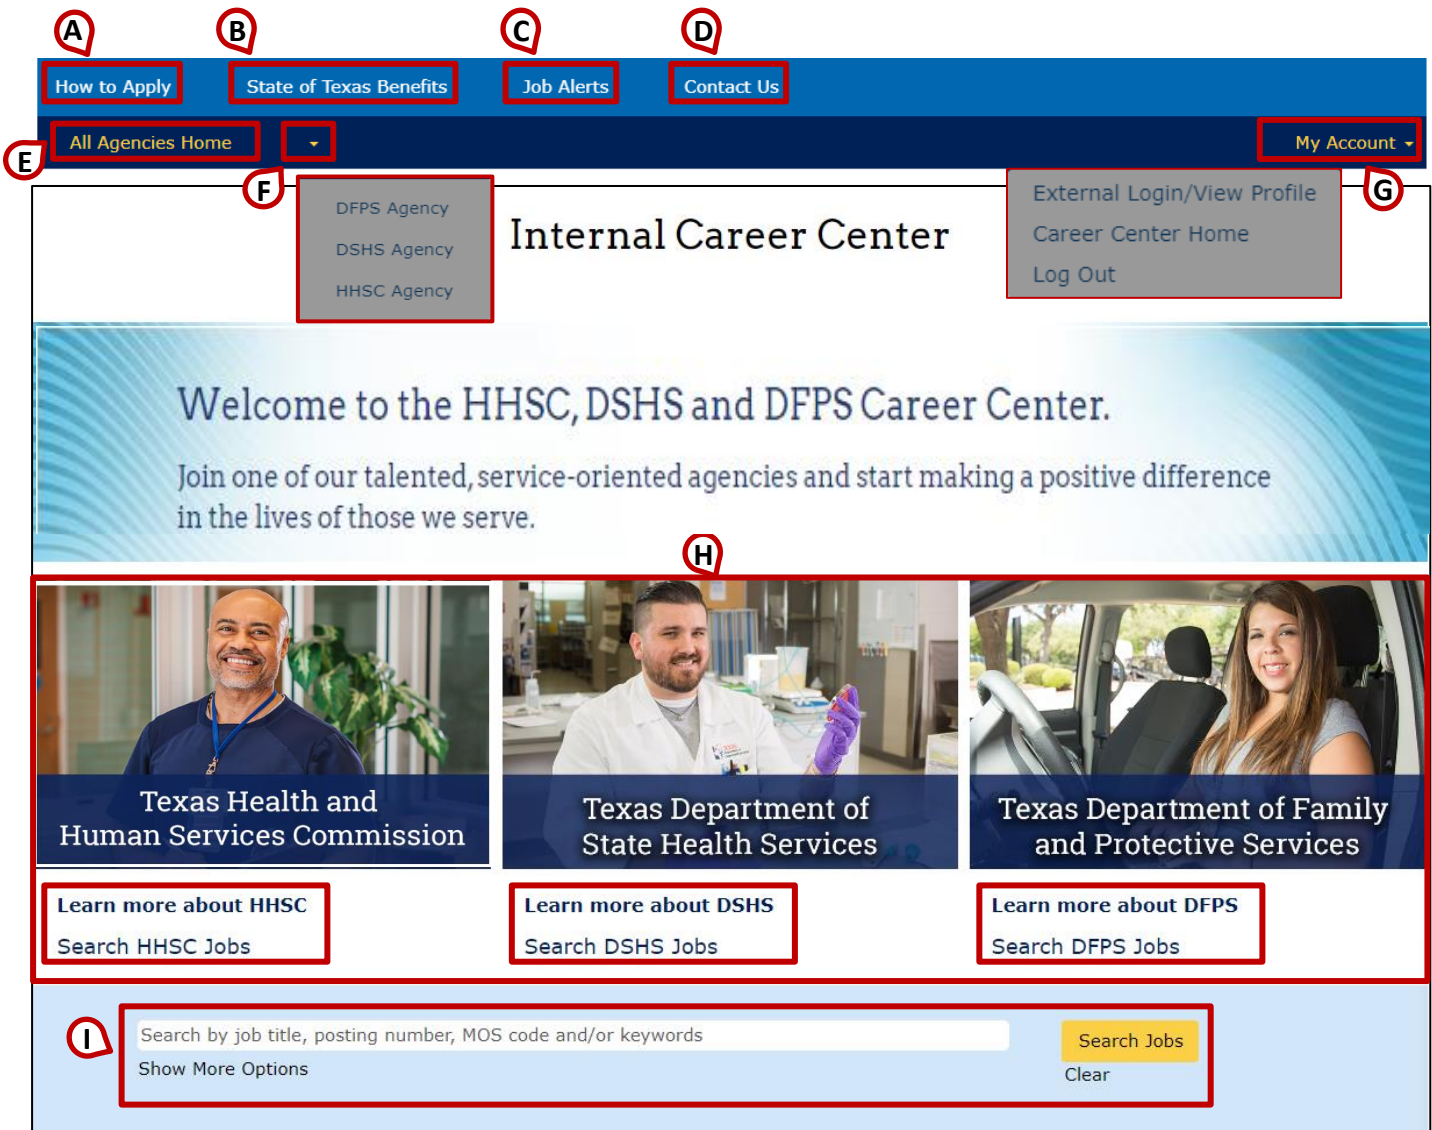 A
B
C
D
How to Apply
State of Texas Benefits
Job Alerts
Contact Us
E
All Agencies Home
My Account
F
G
DFPS Agency
DSHS Agency
HHSC Agency
Internal Career Center
External Login/View Profile
Career Center Home
Log Out
Welcome to the HHSC, DSHS and DFPS Career Center.
Join one of our talented, service-oriented agencies and start making a positive difference
in the lives of those we serve.
H
Texas Health and
Human Services Commission
Texas Department of
State Health Services
Texas Department of Family
and Protective Services
Learn more about HHSC
Search HHSC Jobs
Learn more about DSHS
Search DSHS Jobs
Learn more about DFPS
Search DFPS Jobs
I
Search by job title, posting number, MOS code and/or keywords
Search Jobs
Show More Options
Clear